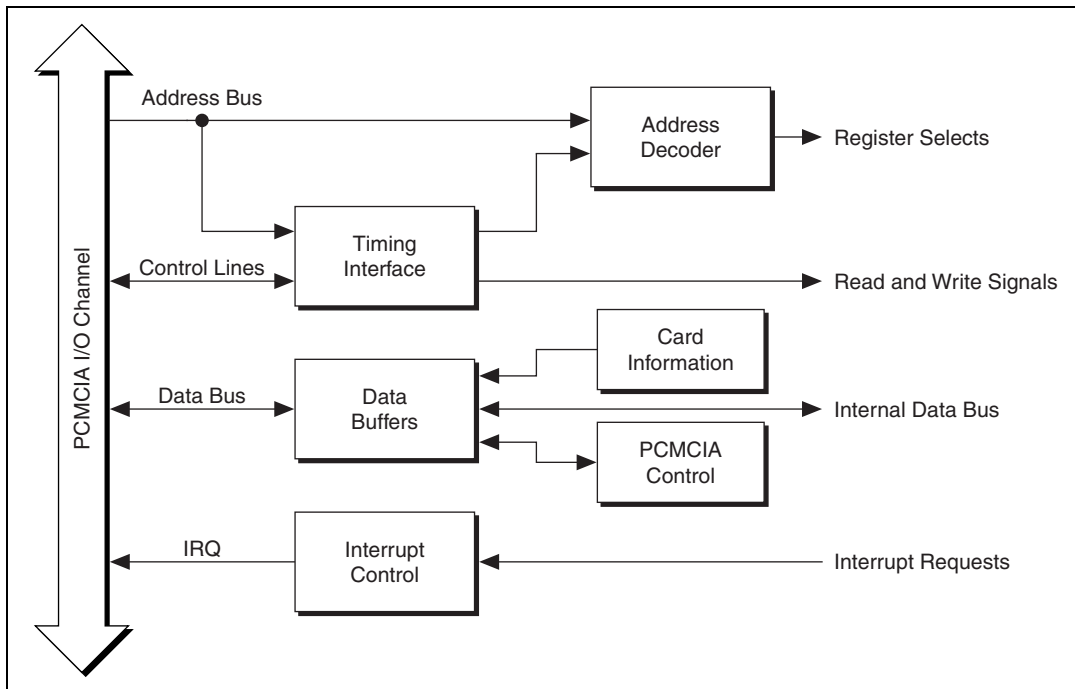 Address Bus
Address
Decoder
Register Selects
Timing
Interface
Control Lines
Read and Write Signals
PCMCIA I/O Channel
Card
Information
Data Bus
Data
Buffers
Internal Data Bus
PCMCIA
Control
IRQ
Interrupt
Control
Interrupt Requests